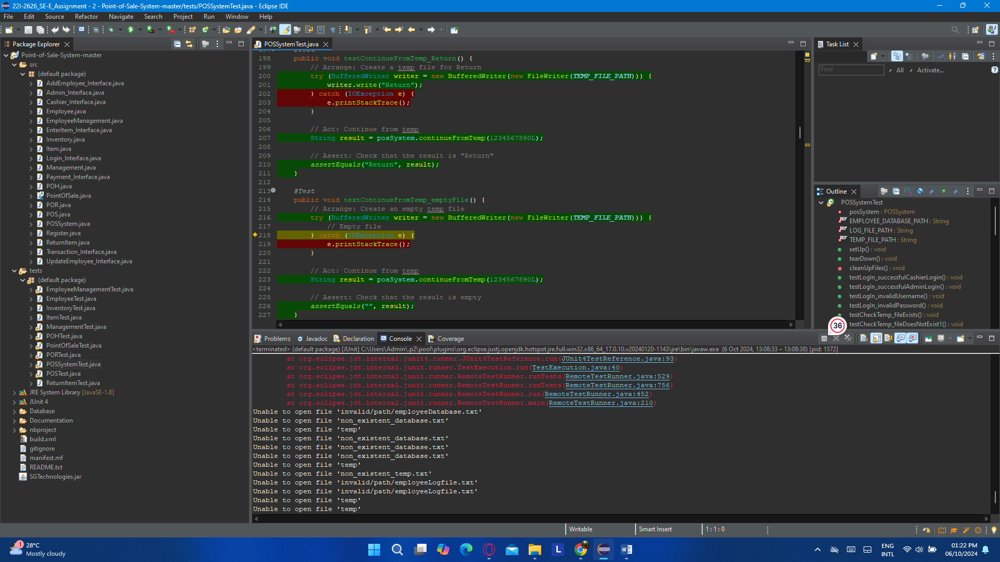 22I-2626_SE-E_Assignment - 2 - Point-of-Sale-System-master/tests/POSSystemTest.java - Eclipse IDE
File Edit Source Refactor Navigate Search Project Run Window Help
Package Explorer
Point-of-Sale-System-master
src
(default package)
AddEmployee_Interface.java
Admin_Interface.java
Cashier_Interface.java
Employee.java
EmployeeManagement.java
EnterItem_Interface.java
Inventory.java
Item.java
Login_Interface.java
Management.java
Payment_Interface.java
POH.java
PointOfSale.java
POR.java
POS.java
POSSystem.java
Register.java
ReturnItem.java
Transaction_Interface.java
UpdateEmployee_Interface.java
tests
(default package)
EmployeeManagementTest.java
EmployeeTest.java
InventoryTest.java
ItemTest.java
ManagementTest.java
POHTest.java
PointOfSaleTest.java
PORTest.java
POSSystemTest.java
POSTest.java
ReturnItemTest.java
JRE System Library [JavaSE-1.8]
JUnit 4
Database
Documentation
nbproject
build.xml
gitignore
manifest.mf
README.txt
SGTechnologies.jar
POSSystemTest.java
198 public void testContinueFromTemp_Return() {
199 // Arrange: Create a temp file for Return
200 try (BufferedWriter writer = new BufferedWriter(new FileWriter(TEMP_FILE_PATH))) {
201 writer.write("Return");
202 } catch (IOException e) {
203 e.printStackTrace();
204 }
205
206 // Act: Continue from temp
207 String result = posSystem.continueFromTemp(1234567890L);
208
209 // Assert: Check that the result is "Return"
210 assertEquals("Return", result);
211 }
212
213 @Test
214 public void testContinueFromTemp_emptyFile() {
215 // Arrange: Create an empty temp file
216 try (BufferedWriter writer = new BufferedWriter(new FileWriter(TEMP_FILE_PATH))) {
217 // Empty file
218 } catch (IOException e) {
219 e.printStackTrace();
220 }
221
222 // Act: Continue from temp
223 String result = posSystem.continueFromTemp(1234567890L);
224
225 // Assert: Check that the result is empty
226 assertEquals("", result);
227 }
Task List
Find All Activate...
Outline
POSSystemTest
posSystem : POSSystem
EMPLOYEE_DATABASE_PATH : String
LOG_FILE_PATH : String
TEMP_FILE_PATH : String
setUp() : void
tearDown() : void
cleanUpFiles() : void
testLogIn_successfulCashierLogin() : void
testLogIn_successfulAdminLogin() : void
testLogIn_invalidUsername() : void
testLogIn_invalidPassword() : void
testCheckTemp_fileExists() : void
testCheckTemp_fileDoesNotExist1() : void
36
Problems Javadoc Declaration Console Coverage
<terminated> (default package) [JUnit] C:\Users\Admin\.p2\pool\plugins\org.eclipse.justj.openjdk.hotspot.jre.full.win32.x86_64_17.0.10.v20240120-1143\jre\bin\javaw.exe (6 Oct 2024, 13:08:33 – 13:08:38) [pid: 1572]
at org.eclipse.jdt.internal.junit4.runner.JUnit4TestReference.run(JUnit4TestReference.java:93)
at org.eclipse.jdt.internal.junit.runner.TestExecution.run(TestExecution.java:40)
at org.eclipse.jdt.internal.junit.runner.RemoteTestRunner.runTests(RemoteTestRunner.java:529)
at org.eclipse.jdt.internal.junit.runner.RemoteTestRunner.runTests(RemoteTestRunner.java:756)
at org.eclipse.jdt.internal.junit.runner.RemoteTestRunner.run(RemoteTestRunner.java:452)
at org.eclipse.jdt.internal.junit.runner.RemoteTestRunner.main(RemoteTestRunner.java:210)
Unable to open file 'invalid/path/employeeDatabase.txt'
Unable to open file 'non_existent_database.txt'
Unable to open file 'temp'
Unable to open file 'non_existent_database.txt'
Unable to open file 'non_existent_database.txt'
Unable to open file 'non_existent_database.txt'
Unable to open file 'temp'
Unable to open file 'non_existent_temp.txt'
Unable to open file 'invalid/path/employeeLogfile.txt'
Unable to open file 'invalid/path/employeeLogfile.txt'
Unable to open file 'temp'
Unable to open file 'temp'
Writable Smart Insert 1 : 1 : 0
1
28°C
Mostly cloudy
L
ENG
INTL
01:22 PM
06/10/2024